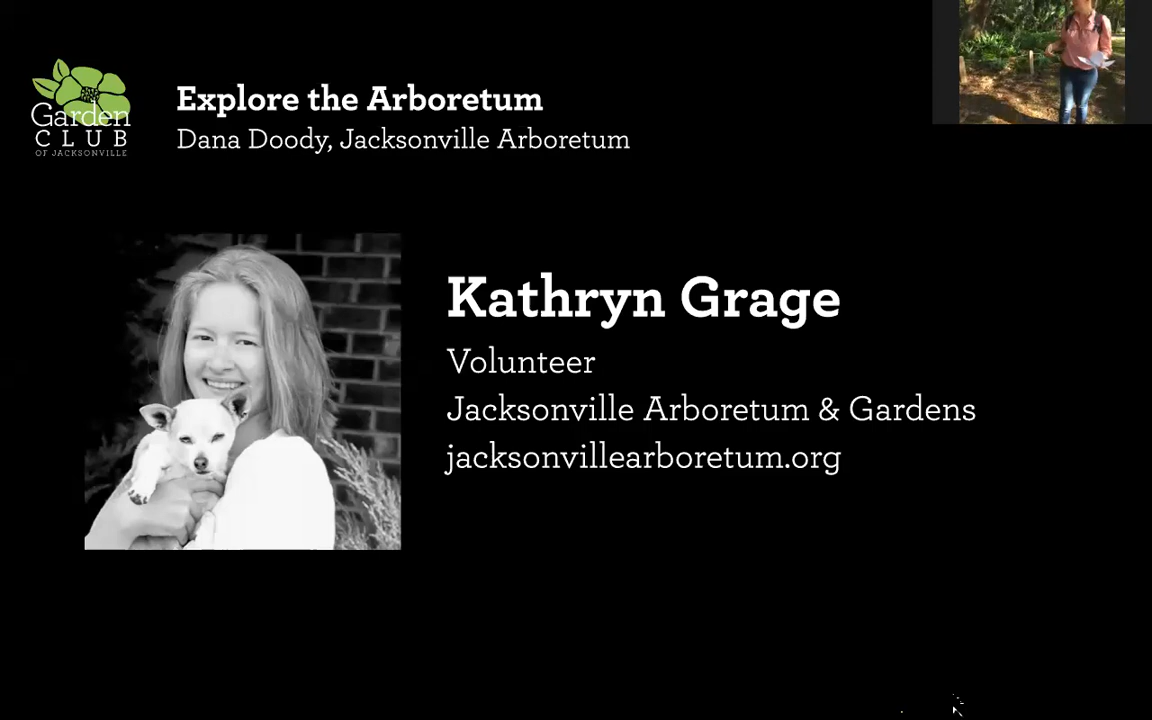 Garden
CLUB
OF JACKSONVILLE
Explore the Arboretum
Dana Doody, Jacksonville Arboretum
Kathryn Grage
Volunteer
Jacksonville Arboretum & Gardens
jacksonvillearboretum.org